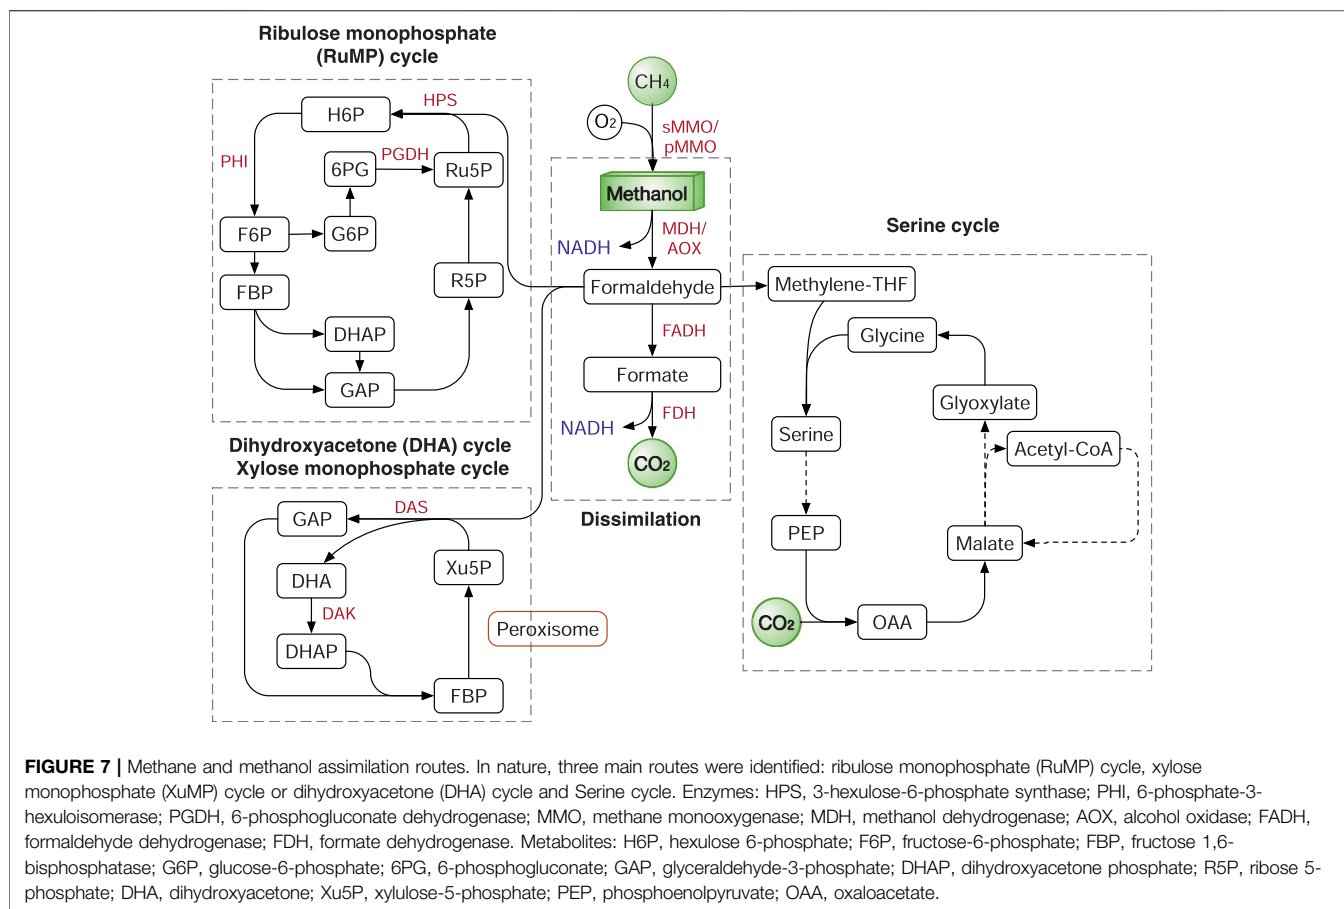 Ribulose monophosphate
(RuMP) cycle
HPS
H6P
PHI
PGDH
6PG
Ru5P
F6P
G6P
FBP
R5P
DHAP
GAP
CH4
O2
sMMO/
pMMO
Methanol
NADH
MDH/
AOX
Formaldehyde
FADH
Formate
NADH
FDH
CO2
Dissimilation
Serine cycle
Methylene-THF
Glycine
Glyoxylate
Serine
Acetyl-CoA
PEP
Malate
CO2
OAA
Dihydroxyacetone (DHA) cycle
Xylose monophosphate cycle
DAS
GAP
DHA
Xu5P
DAK
DHAP
Peroxisome
FBP
FIGURE 7 | Methane and methanol assimilation routes. In nature, three main routes were identified: ribulose monophosphate (RuMP) cycle, xylose
monophosphate (XuMP) cycle or dihydroxyacetone (DHA) cycle and Serine cycle. Enzymes: HPS, 3-hexulose-6-phosphate synthase; PHI, 6-phosphate-3-
hexuloisomerase; PGDH, 6-phosphogluconate dehydrogenase; MMO, methane monooxygenase; MDH, methanol dehydrogenase; AOX, alcohol oxidase; FADH,
formaldehyde dehydrogenase; FDH, formate dehydrogenase. Metabolites: H6P, hexulose 6-phosphate; F6P, fructose-6-phosphate; FBP, fructose 1,6-
bisphosphatase; G6P, glucose-6-phosphate; 6PG, 6-phosphogluconate; GAP, glyceraldehyde-3-phosphate; DHAP, dihydroxyacetone phosphate; R5P, ribose 5-
phosphate; DHA, dihydroxyacetone; Xu5P, xylulose-5-phosphate; PEP, phosphoenolpyruvate; OAA, oxaloacetate.